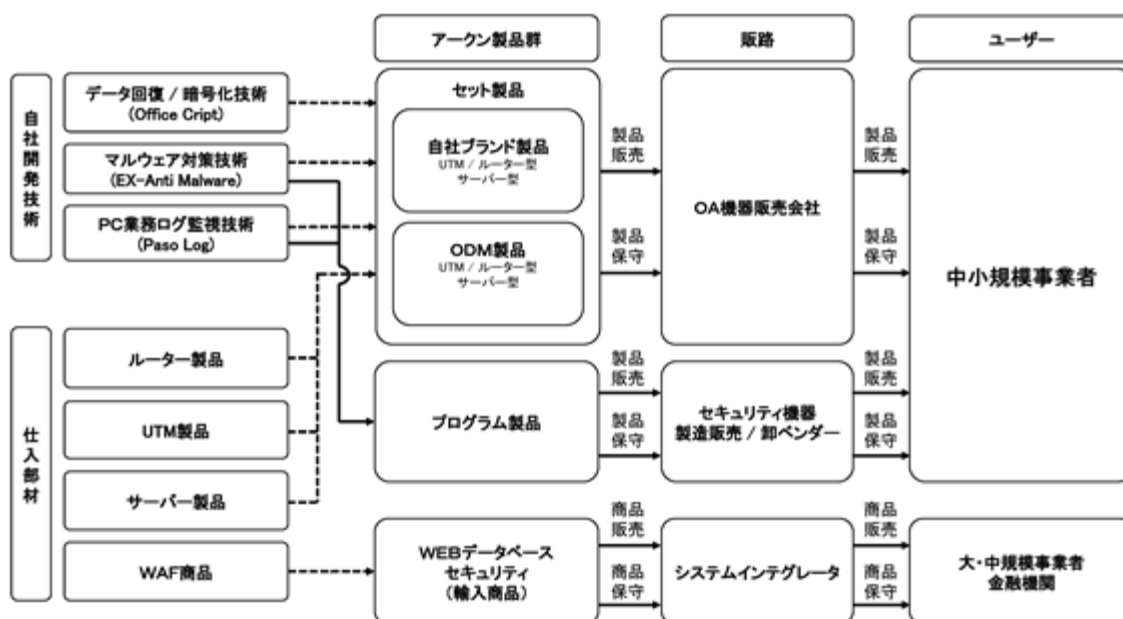 アークン製品群
販路
ユーザー
自社開発技術
データ回復 / 暗号化技術
(Office Cript)
マルウェア対策技術
(EX-Anti Malware)
PC業務ログ監視技術
(Paso Log)
仕入部材
ルーター製品
UTM製品
サーバー製品
WAF商品
セット製品
自社ブランド製品
UTM / ルーター型
サーバー型
ODM製品
UTM / ルーター型
サーバー型
プログラム製品
WEBデータベース
セキュリティ
(輸入商品)
製品
販売
製品
保守
製品
販売
製品
保守
商品
販売
商品
保守
OA機器販売会社
セキュリティ機器
製造販売 / 卸ベンダー
システムインテグレータ
製品
販売
製品
保守
製品
販売
製品
保守
商品
販売
商品
保守
中小規模事業者
大・中規模事業者
金融機関